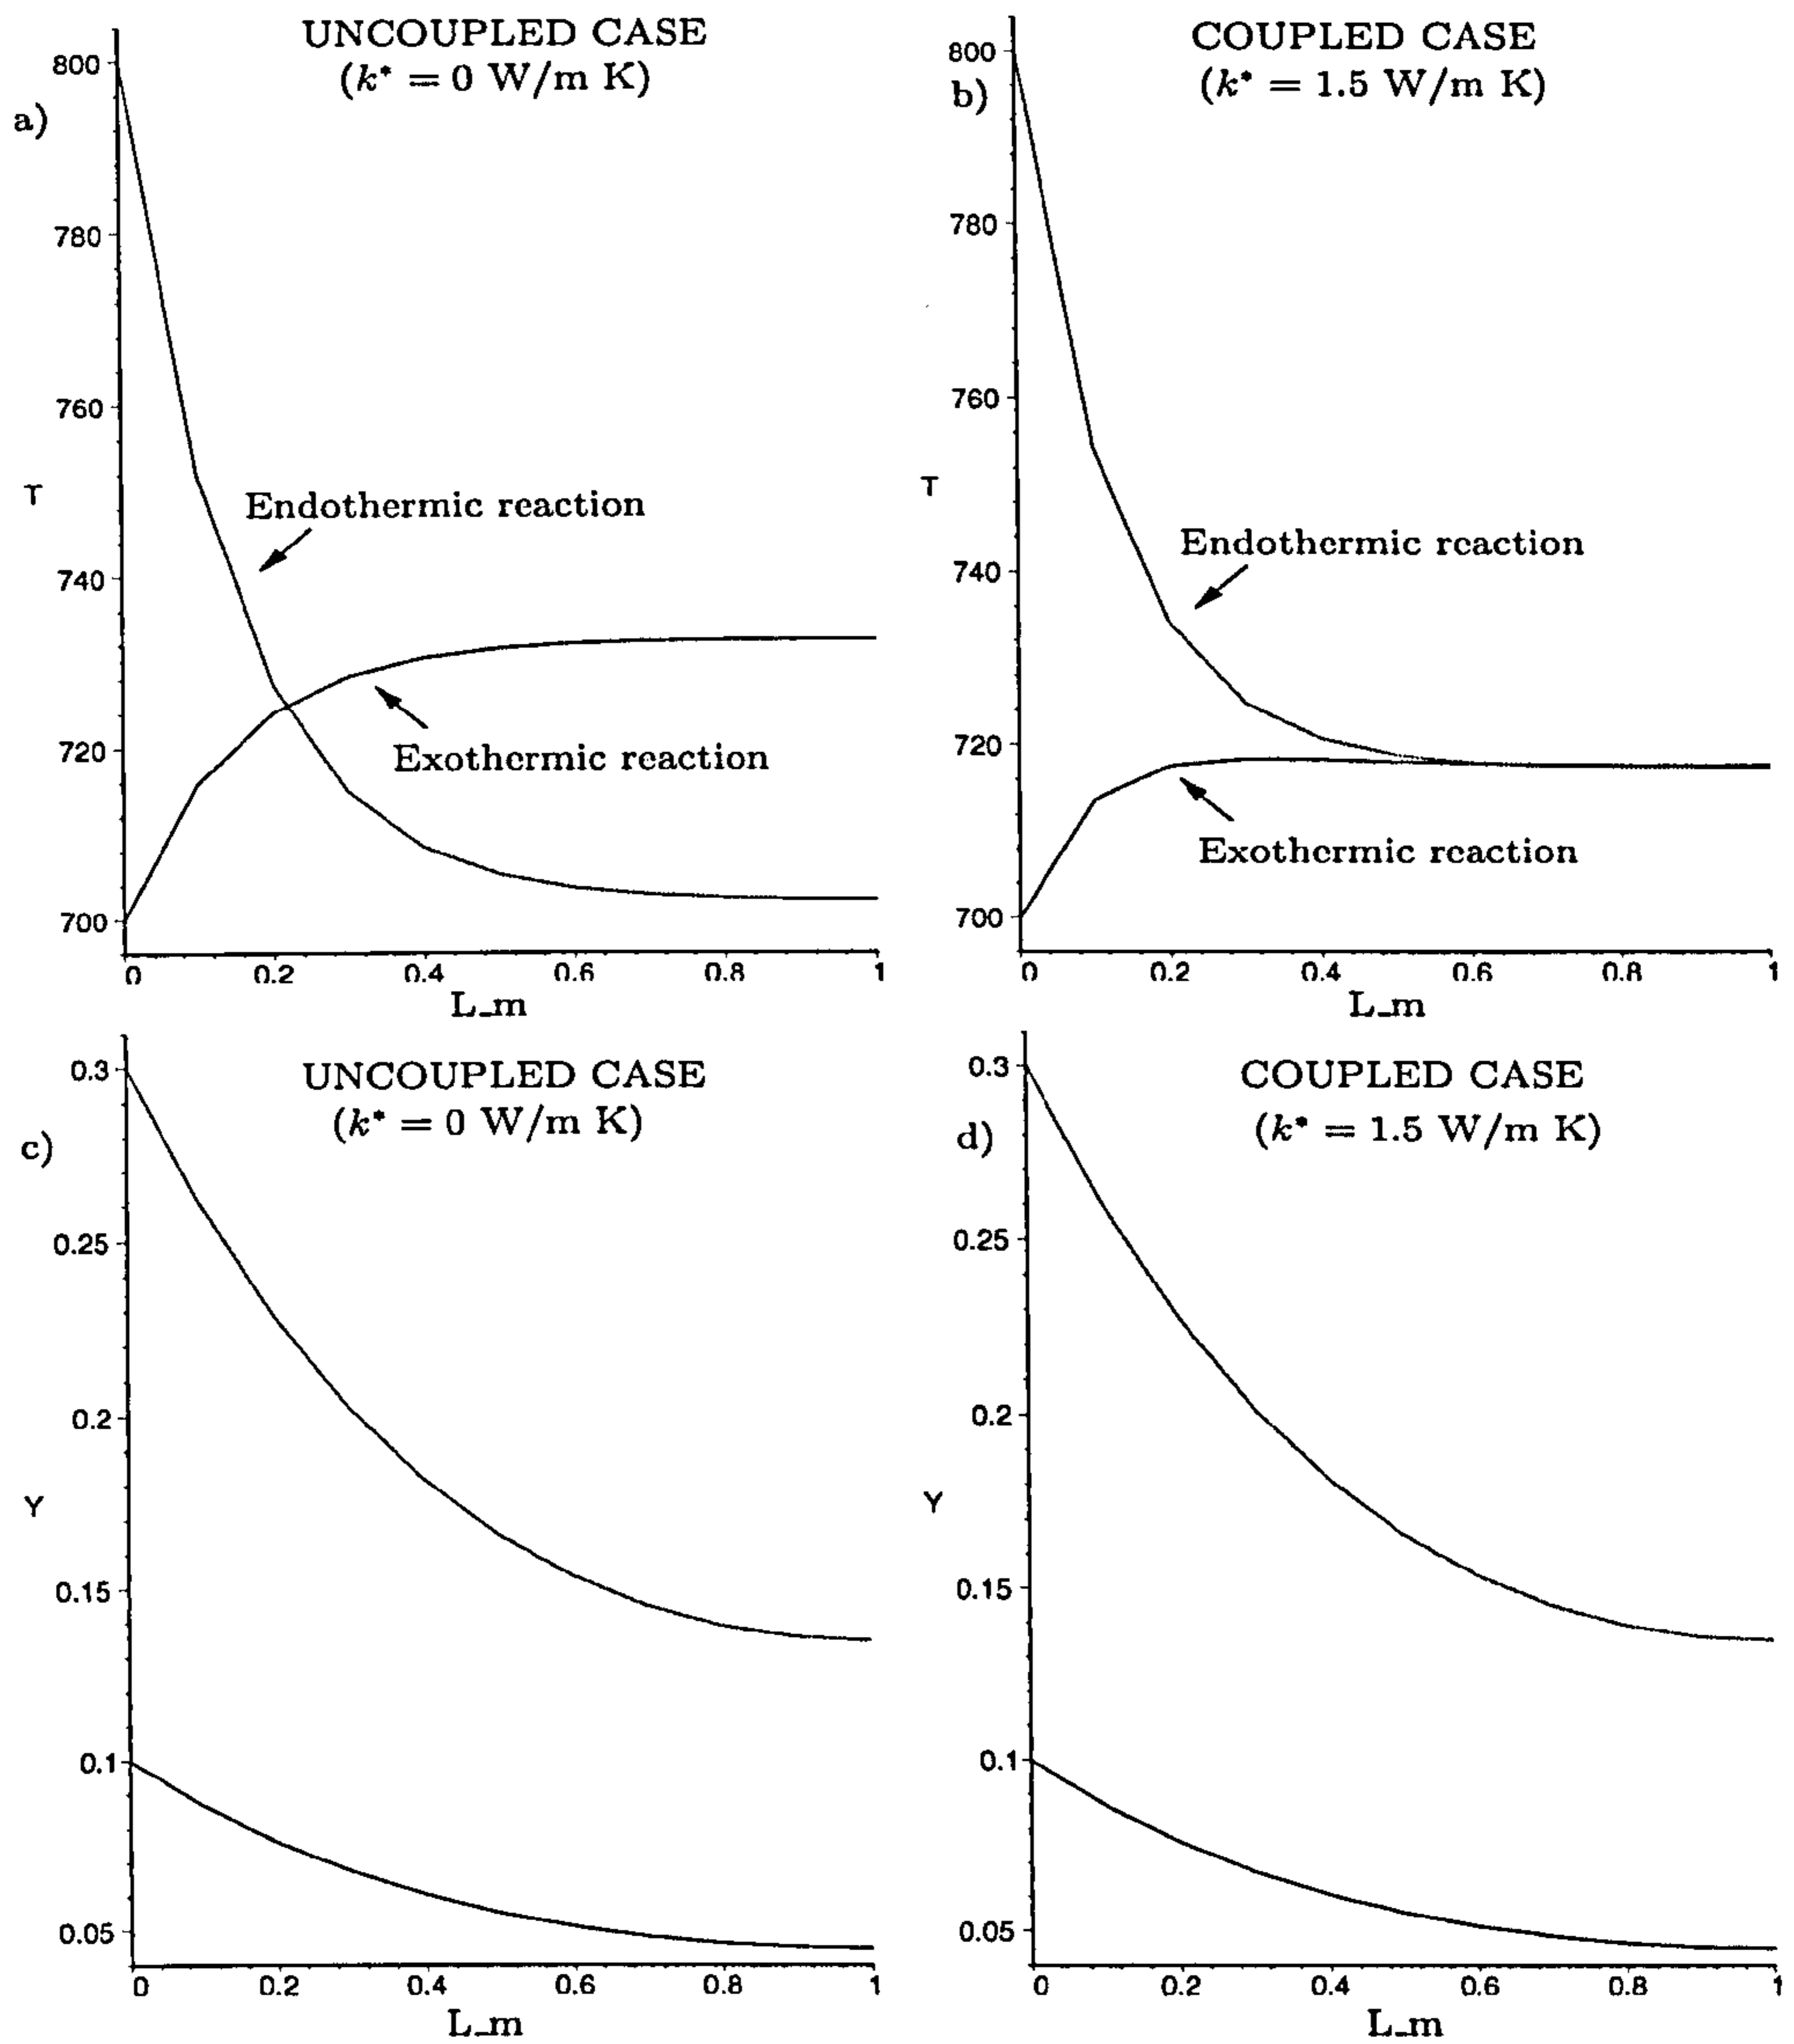 UNCOUPLED CASE
(k* = 0 W/m K)
a)
800
780
760
T
740
720
700
Endothermic reaction
Exothermic reaction
0 0.2 0.4 0.6 0.8 1
L_m
COUPLED CASE
(k* = 1.5 W/m K)
b)
800
780
760
T
740
720
700
Endothermic reaction
Exothermic reaction
0 0.2 0.4 0.6 0.8 1
L_m
UNCOUPLED CASE
(k* = 0 W/m K)
c)
0.3
0.25
0.2
Y
0.15
0.1
0.05
0 0.2 0.4 0.6 0.8 1
L_m
COUPLED CASE
(k* = 1.5 W/m K)
d)
0.3
0.25
0.2
Y
0.15
0.1
0.05
0 0.2 0.4 0.6 0.8 1
L_m